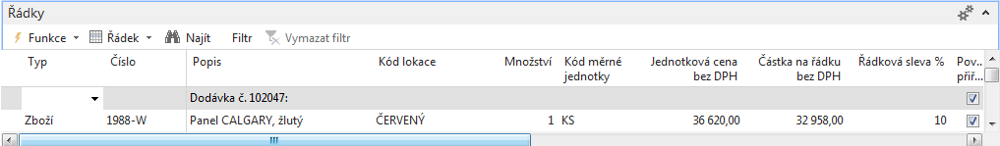 Řádky
Funkce Řádek Najít Filtr Vymazat filtr
Typ Číslo Popis Kód lokace Množství Kód měrné jednotky Jednotková cena bez DPH Částka na řádku bez DPH Řádková sleva % Pov... přiř...
Dodávka č. 102047:
Zboží 1988-W Panel CALGARY, žlutý ČERVENÝ 1 KS 36 620,00 32 958,00 10